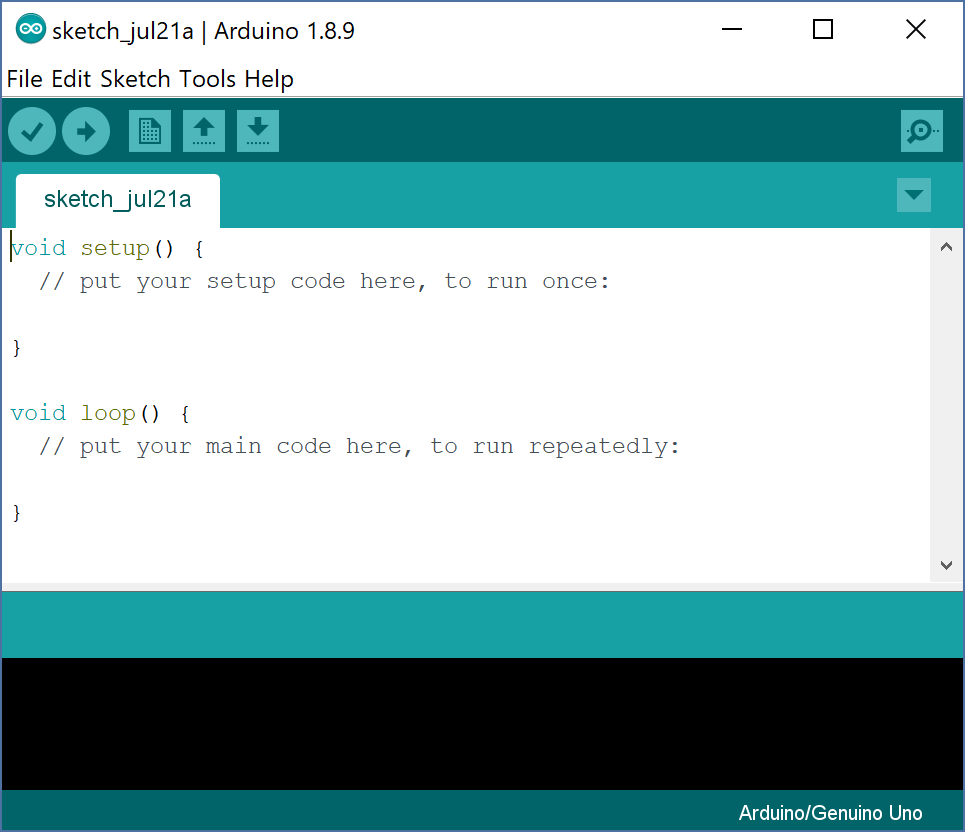 sketch_jul21a | Arduino 1.8.9
File Edit Sketch Tools Help
sketch_jul21a
void setup() {
  // put your setup code here, to run once:
}
void loop() {
  // put your main code here, to run repeatedly:
}
Arduino/Genuino Uno